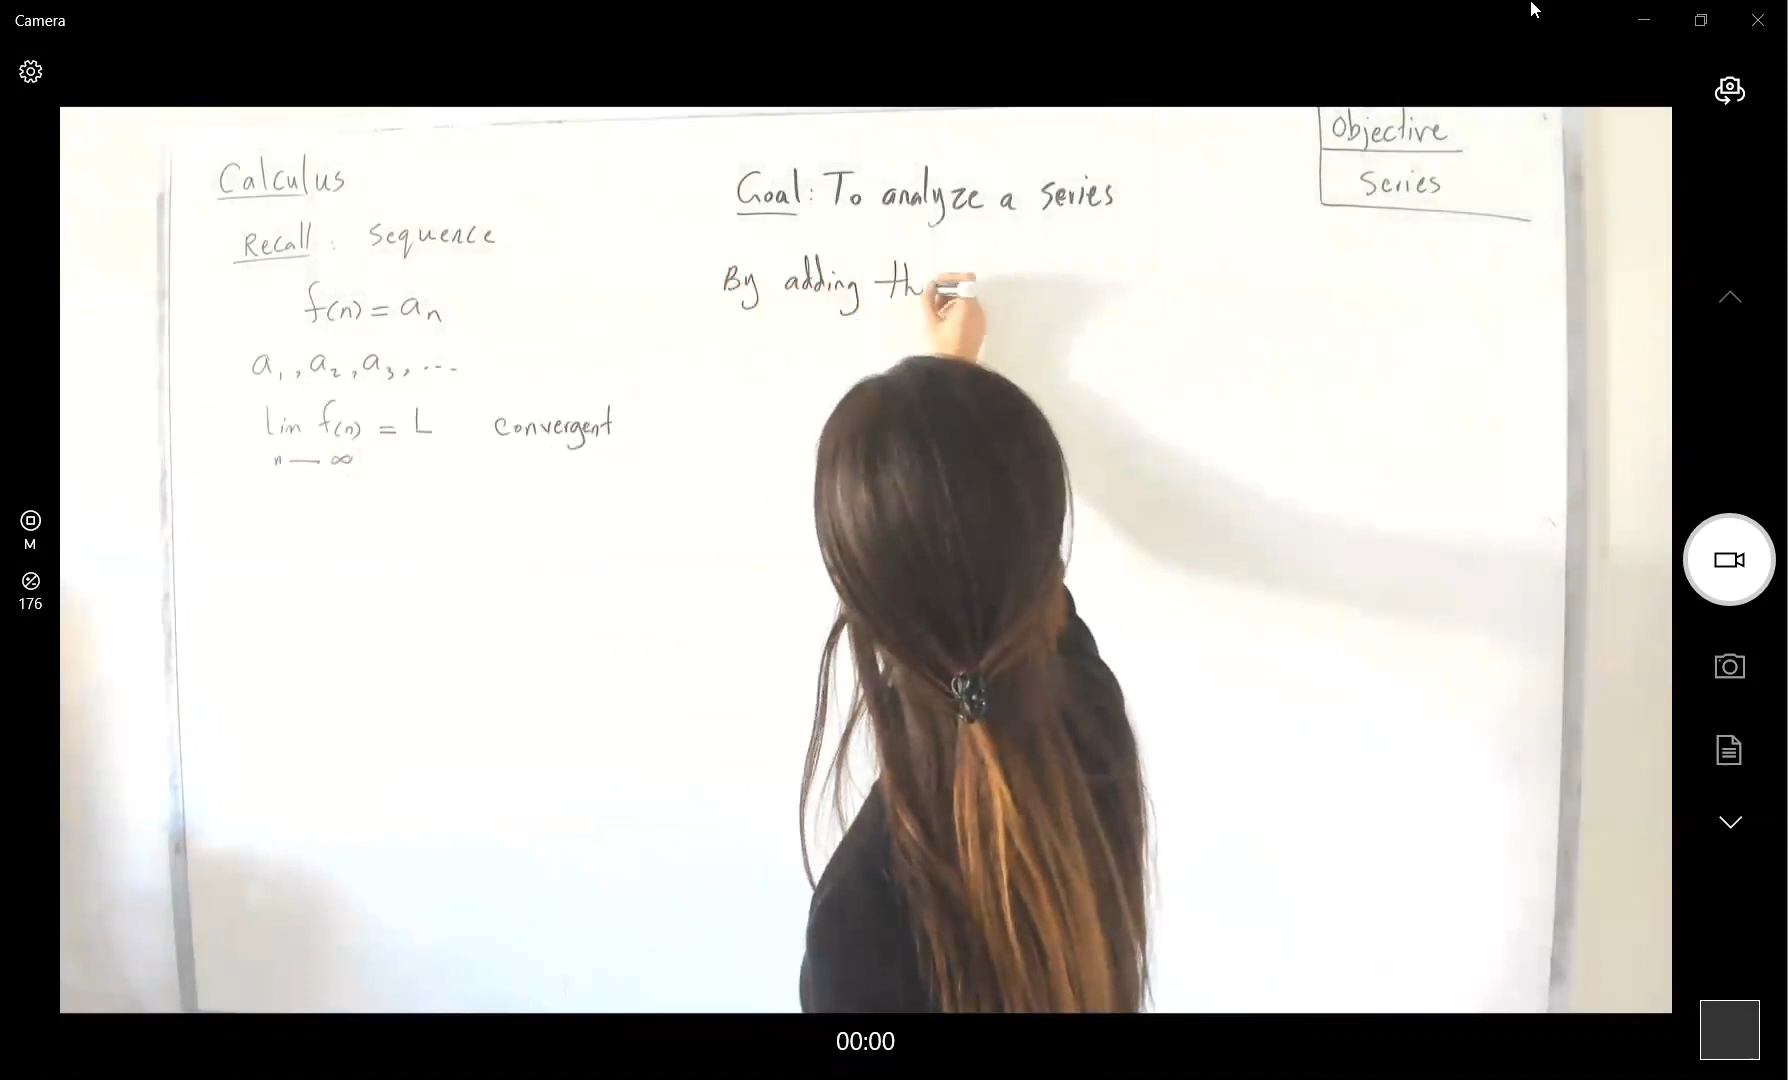 Camera
Calculus
Recall : Sequence
f(n) = an
a1, a2, a3, ...
lim f(n) = L convergent
n — ∞
Goal: To analyze a series
By adding th
Objective
Series
M
176
00:00